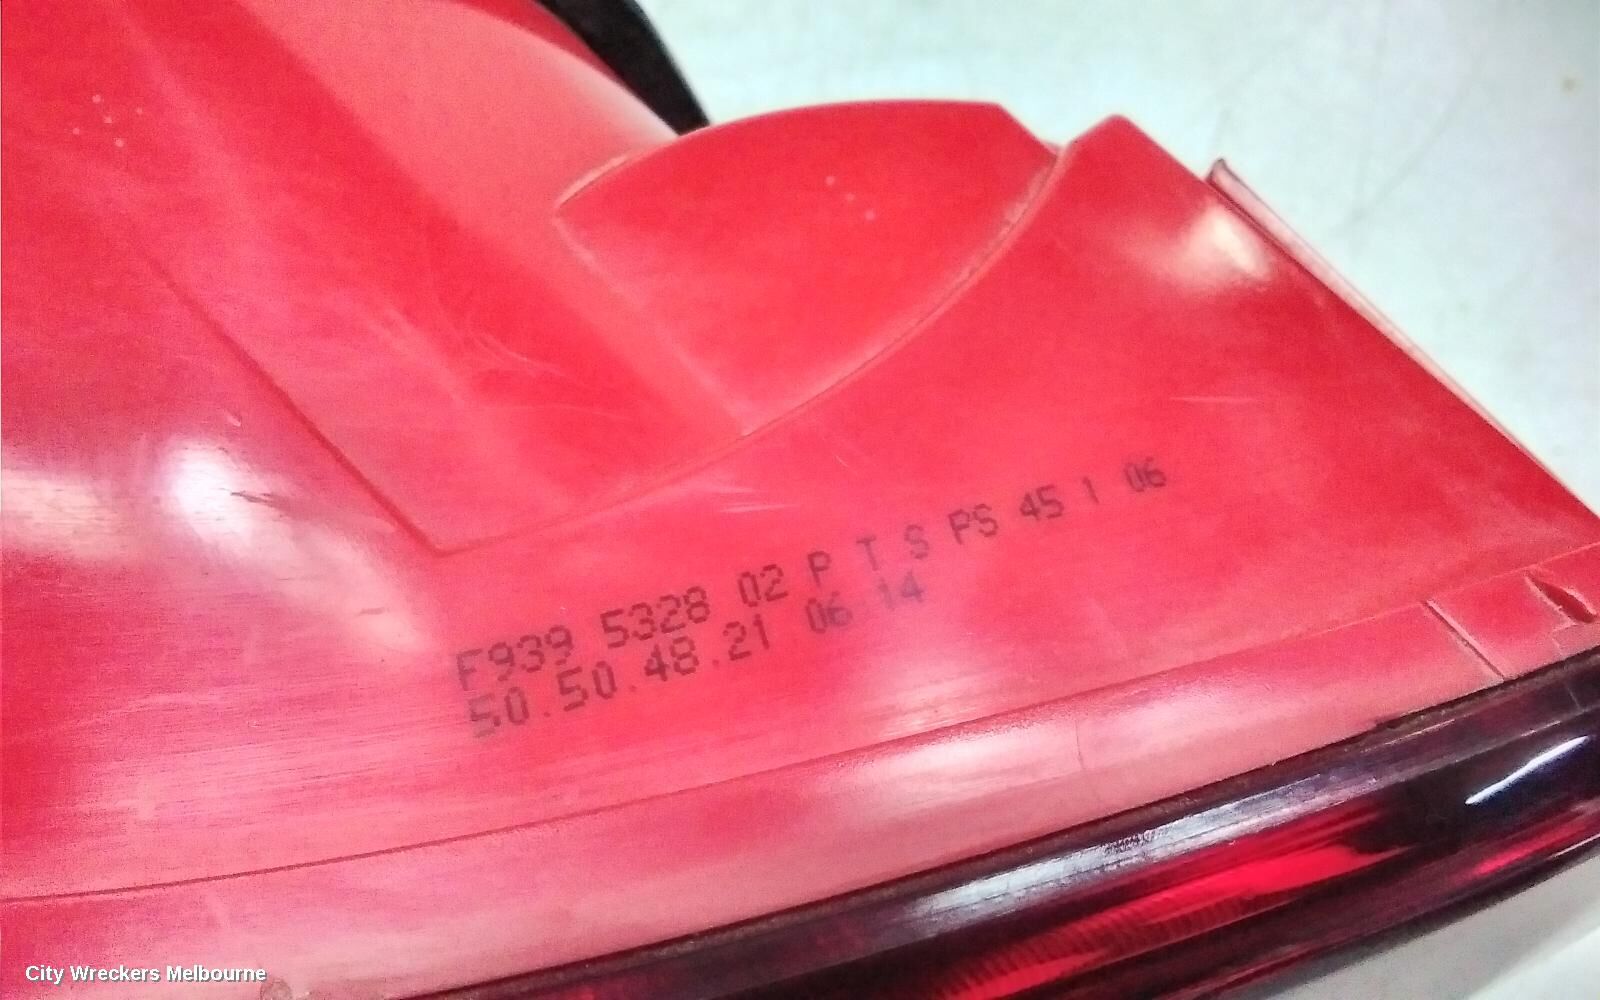 F939 5328 02 P T S PS 45 1 06
50.50.48.21 06 14
City Wreckers Melbourne